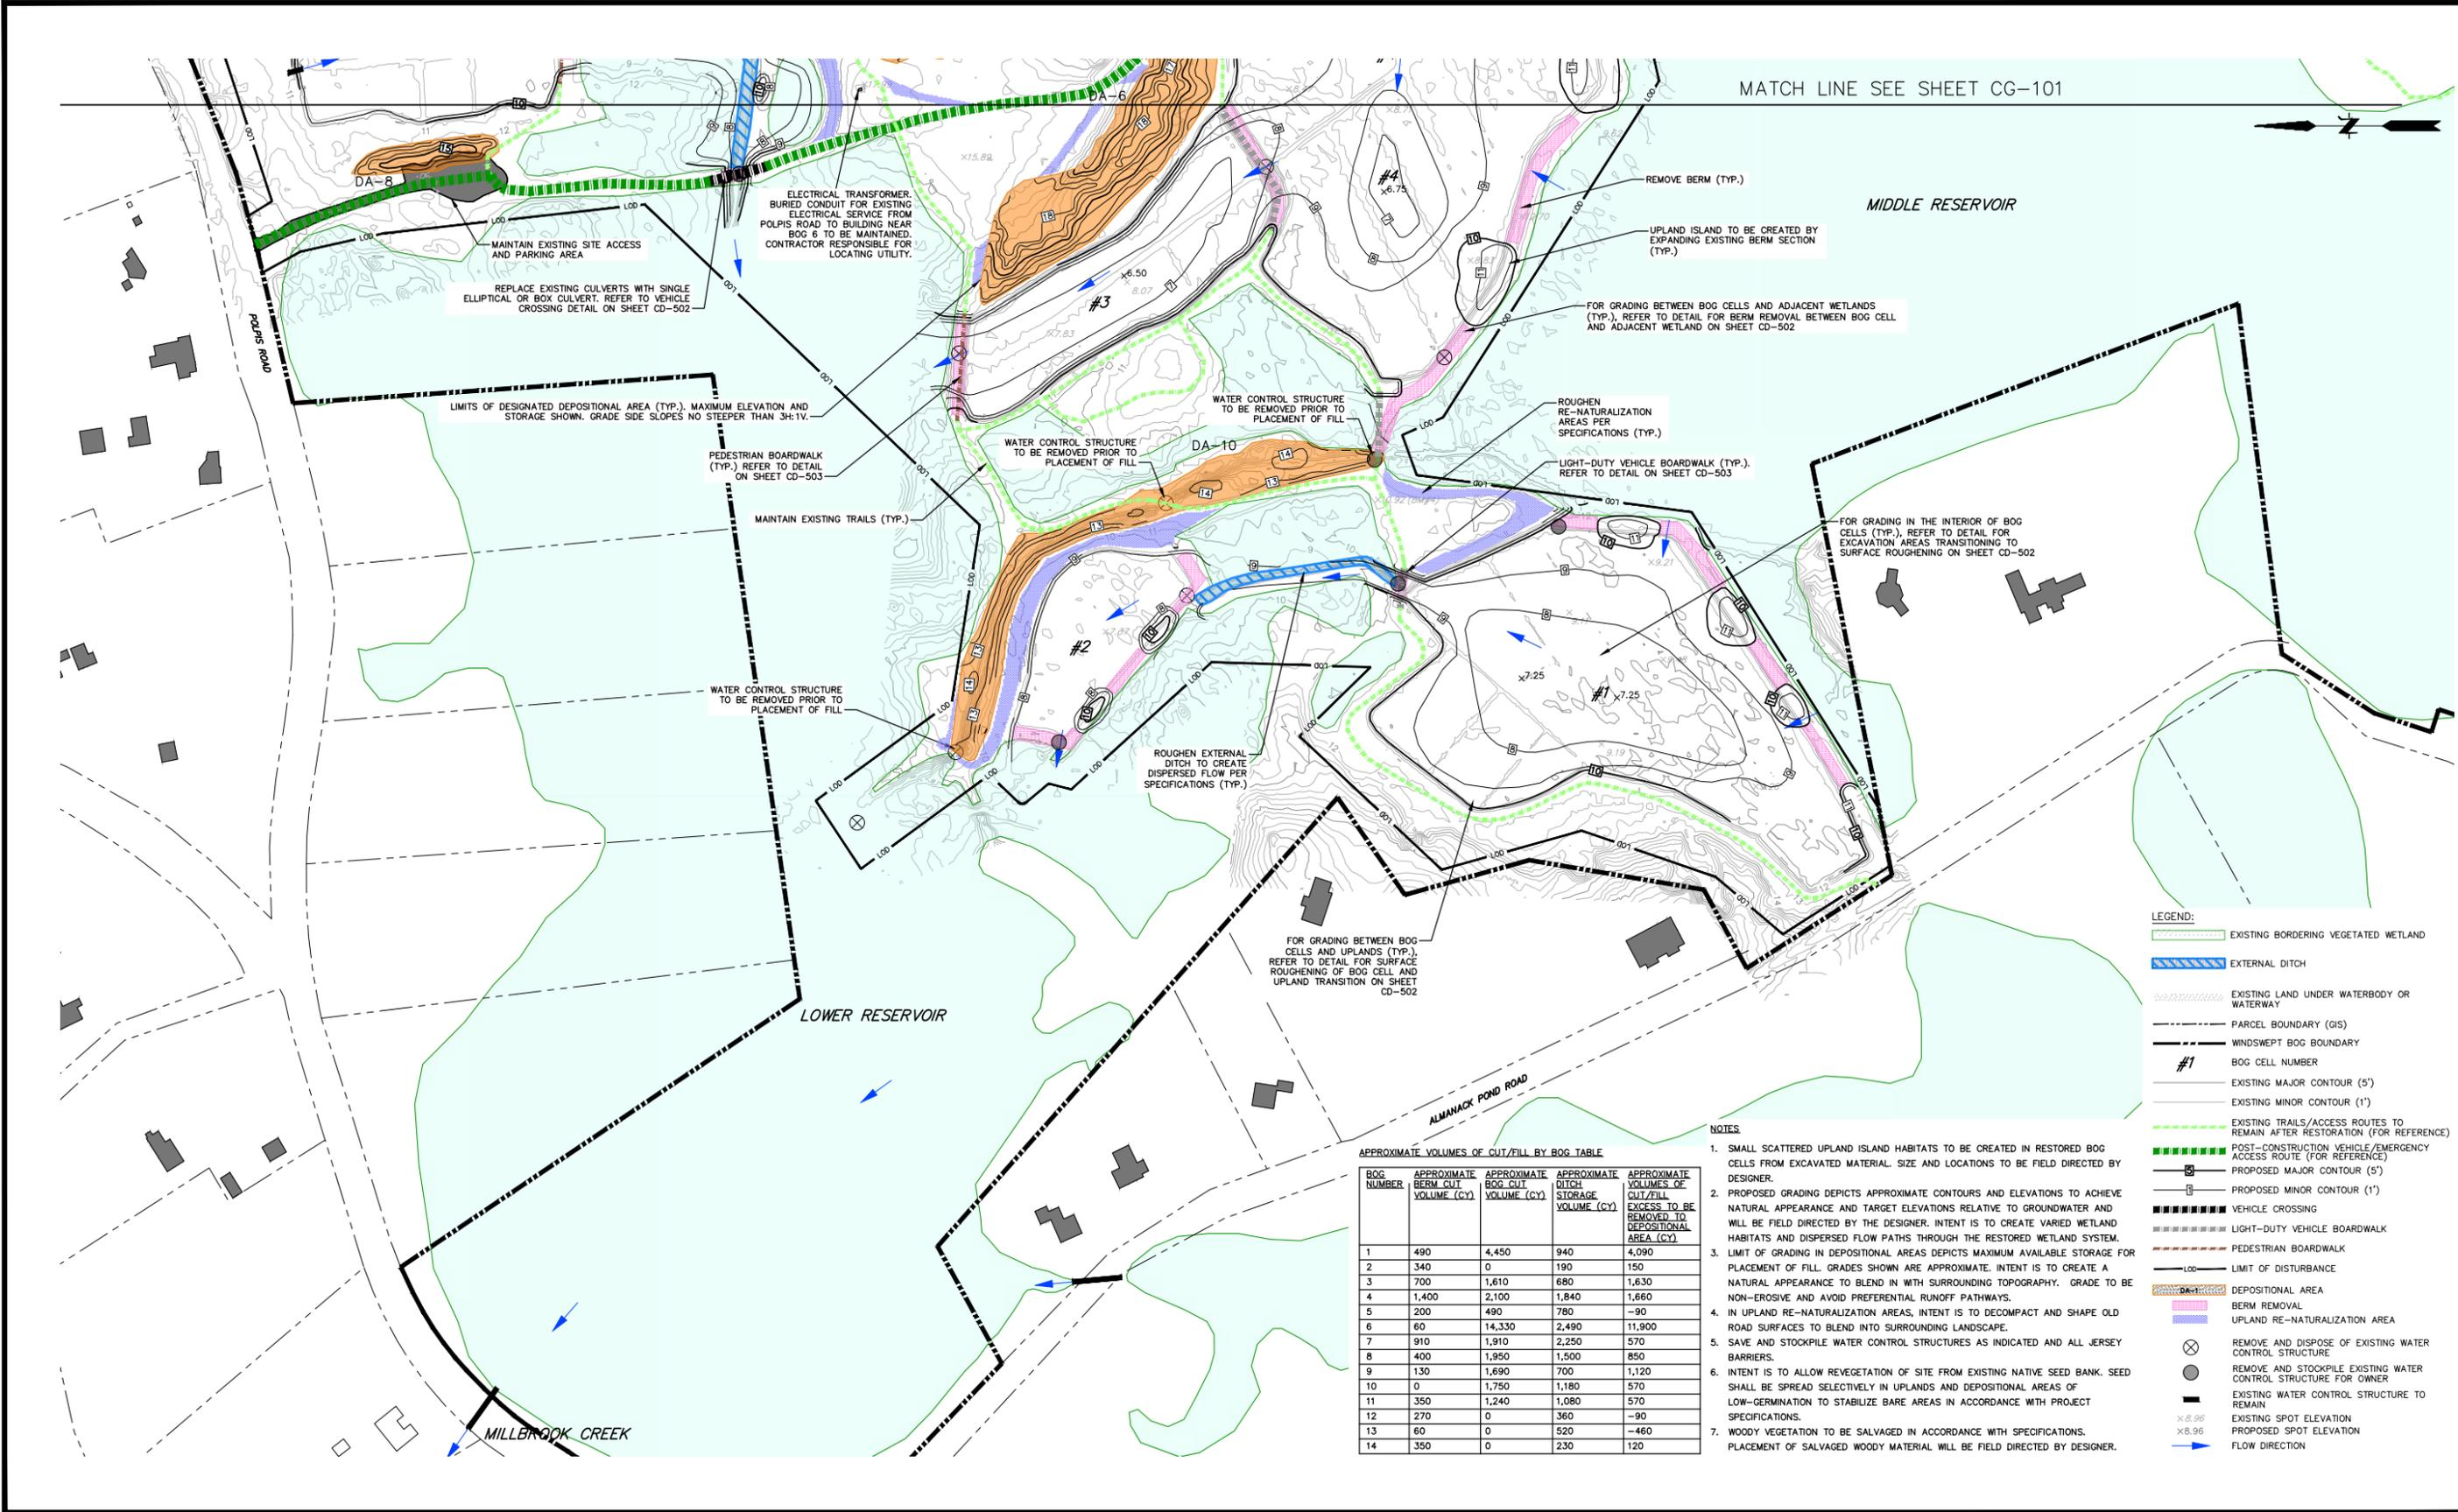 MATCH LINE SEE SHEET CG-101
Z
MIDDLE RESERVOIR
DA-6
DA-8
ELECTRICAL TRANSFORMER.
BURIED CONDUIT FOR EXISTING
ELECTRICAL SERVICE FROM
POLPIS ROAD TO BUILDING NEAR
BOG 6 TO BE MAINTAINED.
CONTRACTOR RESPONSIBLE FOR
LOCATING UTILITY.
REMOVE BERM (TYP.)
UPLAND ISLAND TO BE CREATED BY
EXPANDING EXISTING BERM SECTION
(TYP.)
MAINTAIN EXISTING SITE ACCESS
AND PARKING AREA
REPLACE EXISTING CULVERTS WITH SINGLE
ELLIPTICAL OR BOX CULVERT. REFER TO VEHICLE
CROSSING DETAIL ON SHEET CD-502
FOR GRADING BETWEEN BOG CELLS AND ADJACENT WETLANDS
(TYP.), REFER TO DETAIL FOR BERM REMOVAL BETWEEN BOG CELL
AND ADJACENT WETLAND ON SHEET CD-502
POLPIS ROAD
#4
×6.75
×15.89
×6.50
8.07
#3
×7.83
LIMITS OF DESIGNATED DEPOSITIONAL AREA (TYP.). MAXIMUM ELEVATION AND
STORAGE SHOWN. GRADE SIDE SLOPES NO STEEPER THAN 3H:1V.
WATER CONTROL STRUCTURE
TO BE REMOVED PRIOR TO
PLACEMENT OF FILL
ROUGHEN
RE-NATURALIZATION
AREAS PER
SPECIFICATIONS (TYP.)
DA-10
WATER CONTROL STRUCTURE
TO BE REMOVED PRIOR TO
PLACEMENT OF FILL
PEDESTRIAN BOARDWALK
(TYP.) REFER TO DETAIL
ON SHEET CD-503
LIGHT-DUTY VEHICLE BOARDWALK (TYP.).
REFER TO DETAIL ON SHEET CD-503
MAINTAIN EXISTING TRAILS (TYP.)
FOR GRADING IN THE INTERIOR OF BOG
CELLS (TYP.), REFER TO DETAIL FOR
EXCAVATION AREAS TRANSITIONING TO
SURFACE ROUGHENING ON SHEET CD-502
×9.21
#2
×7.25
#1 ×7.25
9.19
WATER CONTROL STRUCTURE
TO BE REMOVED PRIOR TO
PLACEMENT OF FILL
ROUGHEN EXTERNAL
DITCH TO CREATE
DISPERSED FLOW PER
SPECIFICATIONS (TYP.)
FOR GRADING BETWEEN BOG
CELLS AND UPLANDS (TYP.),
REFER TO DETAIL FOR SURFACE
ROUGHENING OF BOG CELL AND
UPLAND TRANSITION ON SHEET
CD-502
LOWER RESERVOIR
ALMANACK POND ROAD
MILLBROOK CREEK
APPROXIMATE VOLUMES OF CUT/FILL BY BOG TABLE
BOG NUMBER | APPROXIMATE BERM CUT VOLUME (CY) | APPROXIMATE BOG CUT VOLUME (CY) | APPROXIMATE DITCH STORAGE VOLUME (CY) | APPROXIMATE VOLUMES OF CUT/FILL EXCESS TO BE REMOVED TO DEPOSITIONAL AREA (CY)
1 490 4,450 940 4,090
2 340 0 190 150
3 700 1,610 680 1,630
4 1,400 2,100 1,840 1,660
5 200 490 780 -90
6 60 14,330 2,490 11,900
7 910 1,910 2,250 570
8 400 1,950 1,500 850
9 130 1,690 700 1,120
10 0 1,750 1,180 570
11 350 1,240 1,080 570
12 270 0 360 -90
13 60 0 520 -460
14 350 0 230 120
NOTES
1. SMALL SCATTERED UPLAND ISLAND HABITATS TO BE CREATED IN RESTORED BOG
CELLS FROM EXCAVATED MATERIAL. SIZE AND LOCATIONS TO BE FIELD DIRECTED BY
DESIGNER.
2. PROPOSED GRADING DEPICTS APPROXIMATE CONTOURS AND ELEVATIONS TO ACHIEVE
NATURAL APPEARANCE AND TARGET ELEVATIONS RELATIVE TO GROUNDWATER AND
WILL BE FIELD DIRECTED BY THE DESIGNER. INTENT IS TO CREATE VARIED WETLAND
HABITATS AND DISPERSED FLOW PATHS THROUGH THE RESTORED WETLAND SYSTEM.
3. LIMIT OF GRADING IN DEPOSITIONAL AREAS DEPICTS MAXIMUM AVAILABLE STORAGE FOR
PLACEMENT OF FILL. GRADES SHOWN ARE APPROXIMATE. INTENT IS TO CREATE A
NATURAL APPEARANCE TO BLEND IN WITH SURROUNDING TOPOGRAPHY. GRADE TO BE
NON-EROSIVE AND AVOID PREFERENTIAL RUNOFF PATHWAYS.
4. IN UPLAND RE-NATURALIZATION AREAS, INTENT IS TO DECOMPACT AND SHAPE OLD
ROAD SURFACES TO BLEND INTO SURROUNDING LANDSCAPE.
5. SAVE AND STOCKPILE WATER CONTROL STRUCTURES AS INDICATED AND ALL JERSEY
BARRIERS.
6. INTENT IS TO ALLOW REVEGETATION OF SITE FROM EXISTING NATIVE SEED BANK. SEED
SHALL BE SPREAD SELECTIVELY IN UPLANDS AND DEPOSITIONAL AREAS OF
LOW-GERMINATION TO STABILIZE BARE AREAS IN ACCORDANCE WITH PROJECT
SPECIFICATIONS.
7. WOODY VEGETATION TO BE SALVAGED IN ACCORDANCE WITH SPECIFICATIONS.
PLACEMENT OF SALVAGED WOODY MATERIAL WILL BE FIELD DIRECTED BY DESIGNER.
LEGEND:
EXISTING BORDERING VEGETATED WETLAND
EXTERNAL DITCH
EXISTING LAND UNDER WATERBODY OR
WATERWAY
PARCEL BOUNDARY (GIS)
WINDSWEPT BOG BOUNDARY
#1 BOG CELL NUMBER
EXISTING MAJOR CONTOUR (5')
EXISTING MINOR CONTOUR (1')
EXISTING TRAILS/ACCESS ROUTES TO
REMAIN AFTER RESTORATION (FOR REFERENCE)
POST-CONSTRUCTION VEHICLE/EMERGENCY
ACCESS ROUTE (FOR REFERENCE)
5 PROPOSED MAJOR CONTOUR (5')
1 PROPOSED MINOR CONTOUR (1')
VEHICLE CROSSING
LIGHT-DUTY VEHICLE BOARDWALK
PEDESTRIAN BOARDWALK
LOD LIMIT OF DISTURBANCE
DA-1 DEPOSITIONAL AREA
BERM REMOVAL
UPLAND RE-NATURALIZATION AREA
REMOVE AND DISPOSE OF EXISTING WATER
CONTROL STRUCTURE
REMOVE AND STOCKPILE EXISTING WATER
CONTROL STRUCTURE FOR OWNER
EXISTING WATER CONTROL STRUCTURE TO
REMAIN
×8.96 EXISTING SPOT ELEVATION
×8.96 PROPOSED SPOT ELEVATION
FLOW DIRECTION